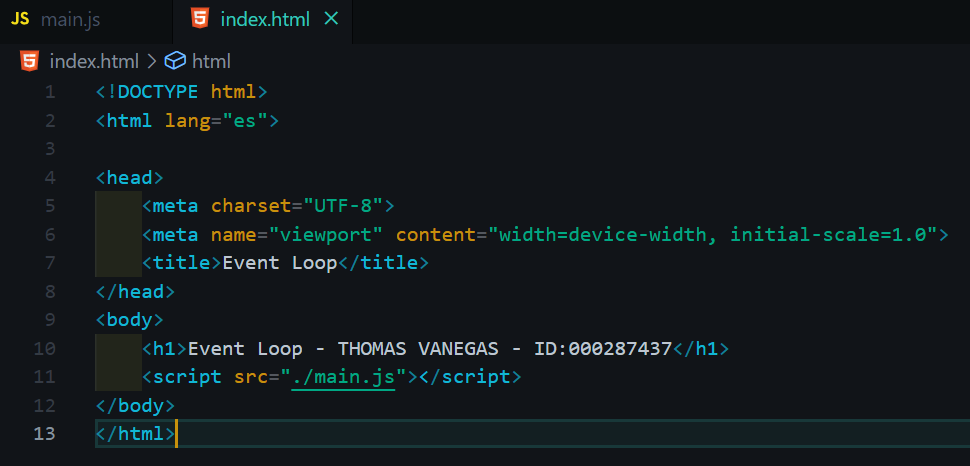 JS main.js index.html ×
index.html > html
1 <!DOCTYPE html>
2 <html lang="es">
3
4 <head>
5     <meta charset="UTF-8">
6     <meta name="viewport" content="width=device-width, initial-scale=1.0">
7     <title>Event Loop</title>
8 </head>
9 <body>
10     <h1>Event Loop - THOMAS VANEGAS - ID:000287437</h1>
11     <script src="./main.js"></script>
12 </body>
13 </html>